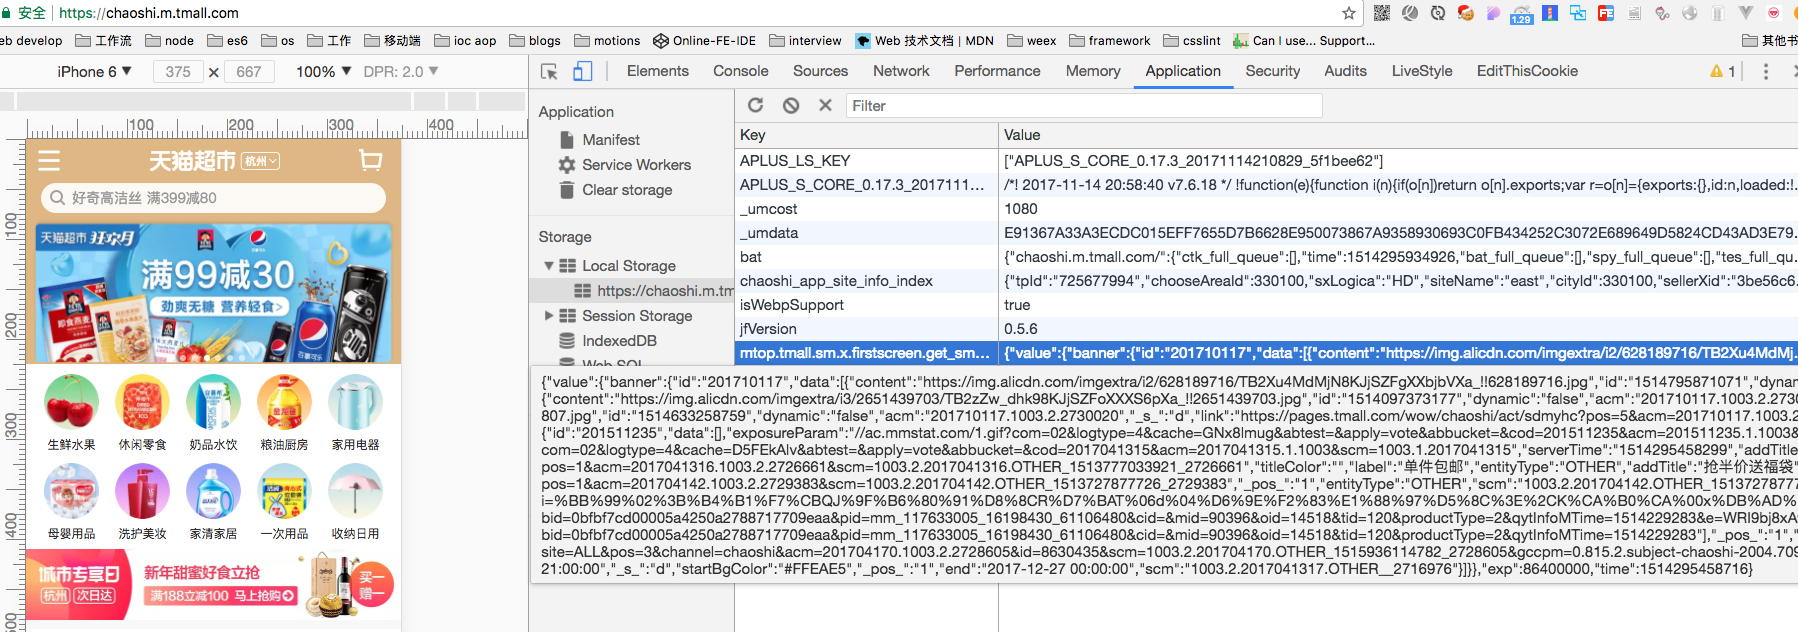 安全 https://chaoshi.m.tmall.com
1.29
eb develop 工作流 node es6 os 工作 移动端 ioc aop blogs motions Online-FE-IDE interview Web 技术文档 | MDN weex framework csslint Can I use... Support... 其他书
iPhone 6 ▼ 375 × 667 100% ▼ DPR: 2.0 ▼
Elements Console Sources Network Performance Memory Application Security Audits LiveStyle EditThisCookie 1
100 200 300 400
100
200
300
400
500
天猫超市 杭州
好奇高洁丝 满399减80
天猫超市 狂欢月
满99减30
劲爽无糖 营养轻食>
生鲜水果 休闲零食 奶品水饮 粮油厨房 家用电器
母婴用品 洗护美妆 家清家居 一次用品 收纳日用
城市专享日
杭州 次日达
新年甜蜜好食立抢
满188立减100 马上抢购
买一
赠一
Application
Manifest
Service Workers
Clear storage
Storage
Local Storage
https://chaoshi.m.tm
Session Storage
IndexedDB
Web SQL
Filter
Key Value
APLUS_LS_KEY ["APLUS_S_CORE_0.17.3_20171114210829_5f1bee62"]
APLUS_S_CORE_0.17.3_2017111... /*! 2017-11-14 20:58:40 v7.6.18 */ !function(e){function i(n){if(o[n])return o[n].exports;var r=o[n]={exports:{},id:n,loaded:!...
_umcost 1080
_umdata E91367A33A3ECDC015EFF7655D7B6628E950073867A9358930693C0FB434252C3072E689649D5824CD43AD3E79...
bat {"chaoshi.m.tmall.com/":{"ctk_full_queue":[],"time":1514295934926,"bat_full_queue":[],"spy_full_queue":[],"tes_full_qu...
chaoshi_app_site_info_index {"tpId":"725677994","chooseAreaId":330100,"sxLogica":"HD","siteName":"east","cityId":330100,"sellerXid":"3be56c6...
isWebpSupport true
jfVersion 0.5.6
mtop.tmall.sm.x.firstscreen.get_sm... {"value":{"banner":{"id":"201710117","data":[{"content":"https://img.alicdn.com/imgextra/i2/628189716/TB2Xu4MdMj...
{"value":{"banner":{"id":"201710117","data":[{"content":"https://img.alicdn.com/imgextra/i2/628189716/TB2Xu4MdMjN8KJjSZFgXXbjbVXa_!!628189716.jpg","id":"1514795871071","dynam
{"content":"https://img.alicdn.com/imgextra/i3/2651439703/TB2zZw_dhk98KJjSZFoXXXS6pXa_!!2651439703.jpg","id":"1514097373177","dynamic":"false","acm":"201710117.1003.2.2730
807.jpg","id":"1514633258759","dynamic":"false","acm":"201710117.1003.2.2730020","_s_":"d","link":"https://pages.tmall.com/wow/chaoshi/act/sdmyhc?pos=5&acm=201710117.1003.2
{"id":"201511235","data":[],"exposureParam":"//ac.mmstat.com/1.gif?com=02&logtype=4&cache=GNx8lmug&abtest=&apply=vote&abbucket=&cod=201511235&acm=201511235.1.1003&
com=02&logtype=4&cache=D5FEkAlv&abtest=&apply=vote&abbucket=&cod=2017041315&acm=2017041315.1.1003&scm=1003.1.2017041315","serverTime":"1514295458299","addTitle
pos=1&acm=2017041316.1003.2.2726661&scm=1003.2.2017041316.OTHER_1513777033921_2726661","titleColor":"","label":"单件包邮","entityType":"OTHER","addTitle":"抢半价送福袋"
pos=1&acm=201704142.1003.2.2729383&scm=1003.2.201704142.OTHER_1513727877726_2729383","_pos_":"1","entityType":"OTHER","scm":"1003.2.201704142.OTHER_15137278777
i=%BB%99%02%3B%B4%B1%F7%CBQJ%9F%B6%80%91%D8%8CR%D7%BAT%06d%04%D6%9E%F2%83%E1%88%97%D5%8C%3E%2CK%CA%B0%CA%00x%DB%AD%
bid=0bfbf7cd00005a4250a2788717709eaa&pid=mm_117633005_16198430_61106480&cid=&mid=90396&oid=14518&tid=120&productType=2&qytInfoMTime=1514229283&e=WRI9bj8xA
bid=0bfbf7cd00005a4250a2788717709eaa&pid=mm_117633005_16198430_61106480&cid=&mid=90396&oid=14518&tid=120&productType=2&qytInfoMTime=1514229283"],"_pos_":"1","
site=ALL&pos=3&channel=chaoshi&acm=201704170.1003.2.2728605&id=8630435&scm=1003.2.201704170.OTHER_1515936114782_2728605&gccpm=0.815.2.subject-chaoshi-2004.709
21:00:00","_s_":"d","startBgColor":"#FFEAE5","_pos_":"1","end":"2017-12-27 00:00:00","scm":"1003.2.2017041317.OTHER__2716976"}]}},"exp":86400000,"time":1514295458716}